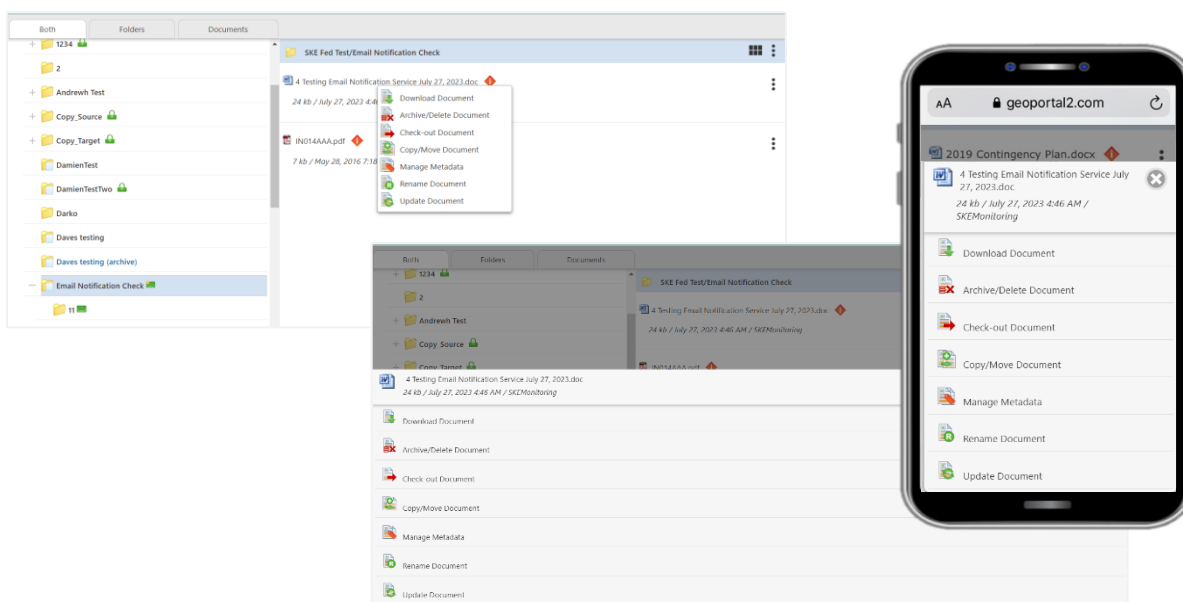 Both Folders Documents
1234
2
Andrewh Test
Copy_Source
Copy_Target
DamienTest
DamienTestTwo
Darko
Daves testing
Daves testing (archive)
Email Notification Check
11
SKE Fed Test/Email Notification Check
4 Testing Email Notification Service July 27, 2023.doc
24 kb / July 27, 2023 4:46
IN014AAA.pdf
7 kb / May 28, 2016 7:18
Download Document
Archive/Delete Document
Check-out Document
Copy/Move Document
Manage Metadata
Rename Document
Update Document
Both Folders Documents
1234
2
Andrewh Test
Copy_Source
Copy_Target
SKE Fed Test/Email Notification Check
4 Testing Email Notification Service July 27, 2023.doc
24 kb / July 27, 2023 4:46 AM / SKEMonitoring
IN014AAA.pdf
4 Testing Email Notification Service July 27, 2023.doc
24 kb / July 27, 2023 4:46 AM / SKEMonitoring
Download Document
Archive/Delete Document
Check-out Document
Copy/Move Document
Manage Metadata
Rename Document
Update Document
AA geoportal2.com
2019 Contingency Plan.docx
4 Testing Email Notification Service July
27, 2023.doc
24 kb / July 27, 2023 4:46 AM /
SKEMonitoring
Download Document
Archive/Delete Document
Check-out Document
Copy/Move Document
Manage Metadata
Rename Document
Update Document